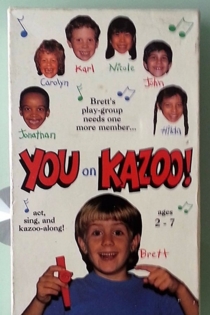 Carolyn
Karl
Nicole
John
Jonathan
Hilda
Brett's
play-group
needs one
more member...
YOU on KAZOO!
act,
sing, and
kazoo-along!
ages
2 - 7
Brett